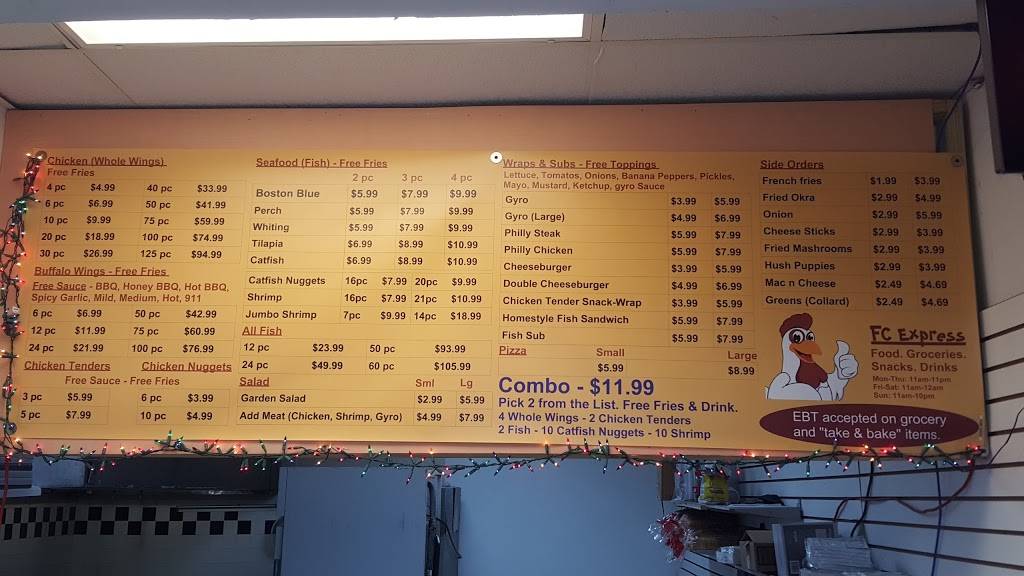 Chicken (Whole Wings)
Free Fries
4 pc $4.99 40 pc $33.99
6 pc $6.99 50 pc $41.99
10 pc $9.99 75 pc $59.99
20 pc $18.99 100 pc $74.99
30 pc $26.99 125 pc $94.99
Buffalo Wings - Free Fries
Free Sauce - BBQ, Honey BBQ, Hot BBQ,
Spicy Garlic, Mild, Medium, Hot, 911
6 pc $6.99 50 pc $42.99
12 pc $11.99 75 pc $60.99
24 pc $21.99 100 pc $76.99
Chicken Tenders Chicken Nuggets
Free Sauce - Free Fries
3 pc $5.99 6 pc $3.99
5 pc $7.99 10 pc $4.99
Seafood (Fish) - Free Fries
2 pc 3 pc 4 pc
Boston Blue $5.99 $7.99 $9.99
Perch $5.99 $7.99 $9.99
Whiting $5.99 $7.99 $9.99
Tilapia $6.99 $8.99 $10.99
Catfish $6.99 $8.99 $10.99
Catfish Nuggets 16pc $7.99 20pc $9.99
Shrimp 16pc $7.99 21pc $10.99
Jumbo Shrimp 7pc $9.99 14pc $18.99
All Fish
12 pc $23.99 50 pc $93.99
24 pc $49.99 60 pc $105.99
Salad Sml Lg
Garden Salad $2.99 $5.99
Add Meat (Chicken, Shrimp, Gyro) $4.99 $7.99
Wraps & Subs - Free Toppings
Lettuce, Tomatos, Onions, Banana Peppers, Pickles,
Mayo, Mustard, Ketchup, gyro Sauce
Gyro $3.99 $5.99
Gyro (Large) $4.99 $6.99
Philly Steak $5.99 $7.99
Philly Chicken $5.99 $7.99
Cheeseburger $3.99 $5.99
Double Cheeseburger $4.99 $6.99
Chicken Tender Snack-Wrap $3.99 $5.99
Homestyle Fish Sandwich $5.99 $7.99
Fish Sub $5.99 $7.99
Pizza Small Large
$5.99 $8.99
Combo - $11.99
Pick 2 from the List. Free Fries & Drink.
4 Whole Wings - 2 Chicken Tenders
2 Fish - 10 Catfish Nuggets - 10 Shrimp
Side Orders
French fries $1.99 $3.99
Fried Okra $2.99 $4.99
Onion $2.99 $5.99
Cheese Sticks $2.99 $3.99
Fried Mashrooms $2.99 $3.99
Hush Puppies $2.99 $3.99
Mac n Cheese $2.49 $4.69
Greens (Collard) $2.49 $4.69
FC Express
Food. Groceries.
Snacks. Drinks
Mon-Thu: 11am-11pm
Fri-Sat: 11am-12am
Sun: 11am-10pm
EBT accepted on grocery
and "take & bake" items.